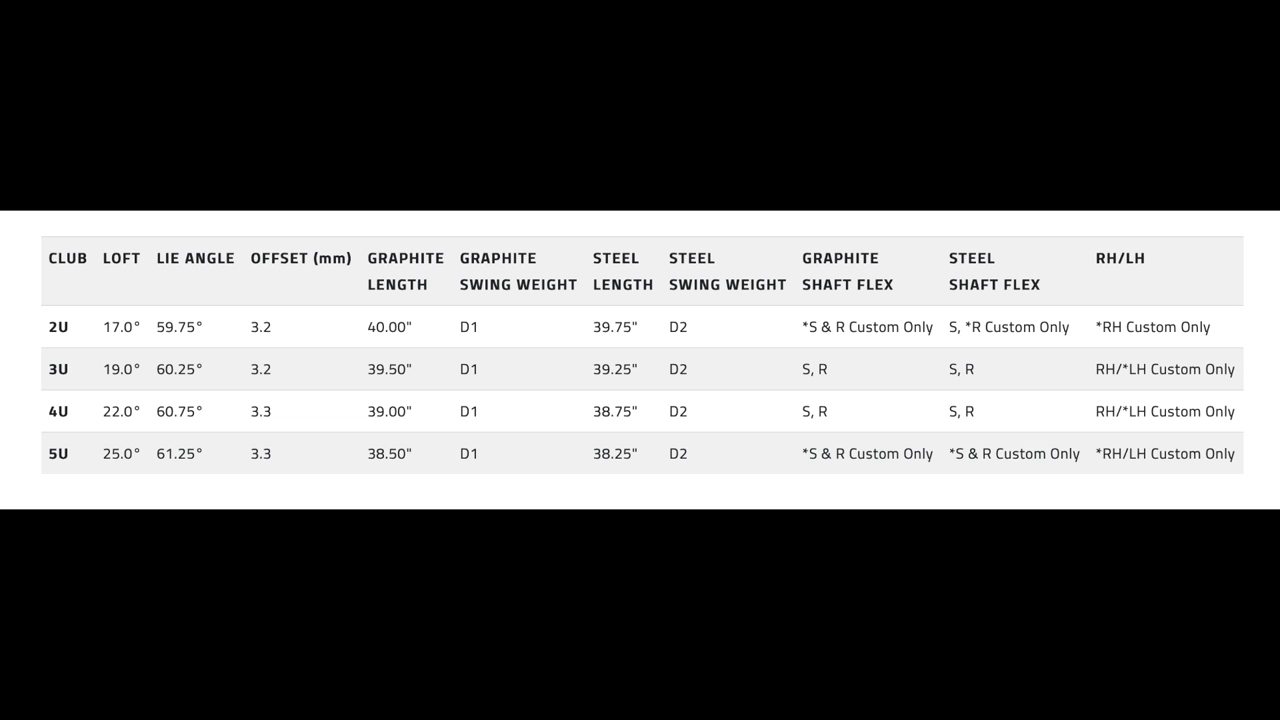 CLUB LOFT LIE ANGLE OFFSET (mm) GRAPHITE LENGTH GRAPHITE SWING WEIGHT STEEL LENGTH STEEL SWING WEIGHT GRAPHITE SHAFT FLEX STEEL SHAFT FLEX RH/LH
2U 17.0° 59.75° 3.2 40.00" D1 39.75" D2 *S & R Custom Only S, *R Custom Only *RH Custom Only
3U 19.0° 60.25° 3.2 39.50" D1 39.25" D2 S, R S, R RH/*LH Custom Only
4U 22.0° 60.75° 3.3 39.00" D1 38.75" D2 S, R S, R RH/*LH Custom Only
5U 25.0° 61.25° 3.3 38.50" D1 38.25" D2 *S & R Custom Only *S & R Custom Only *RH/LH Custom Only